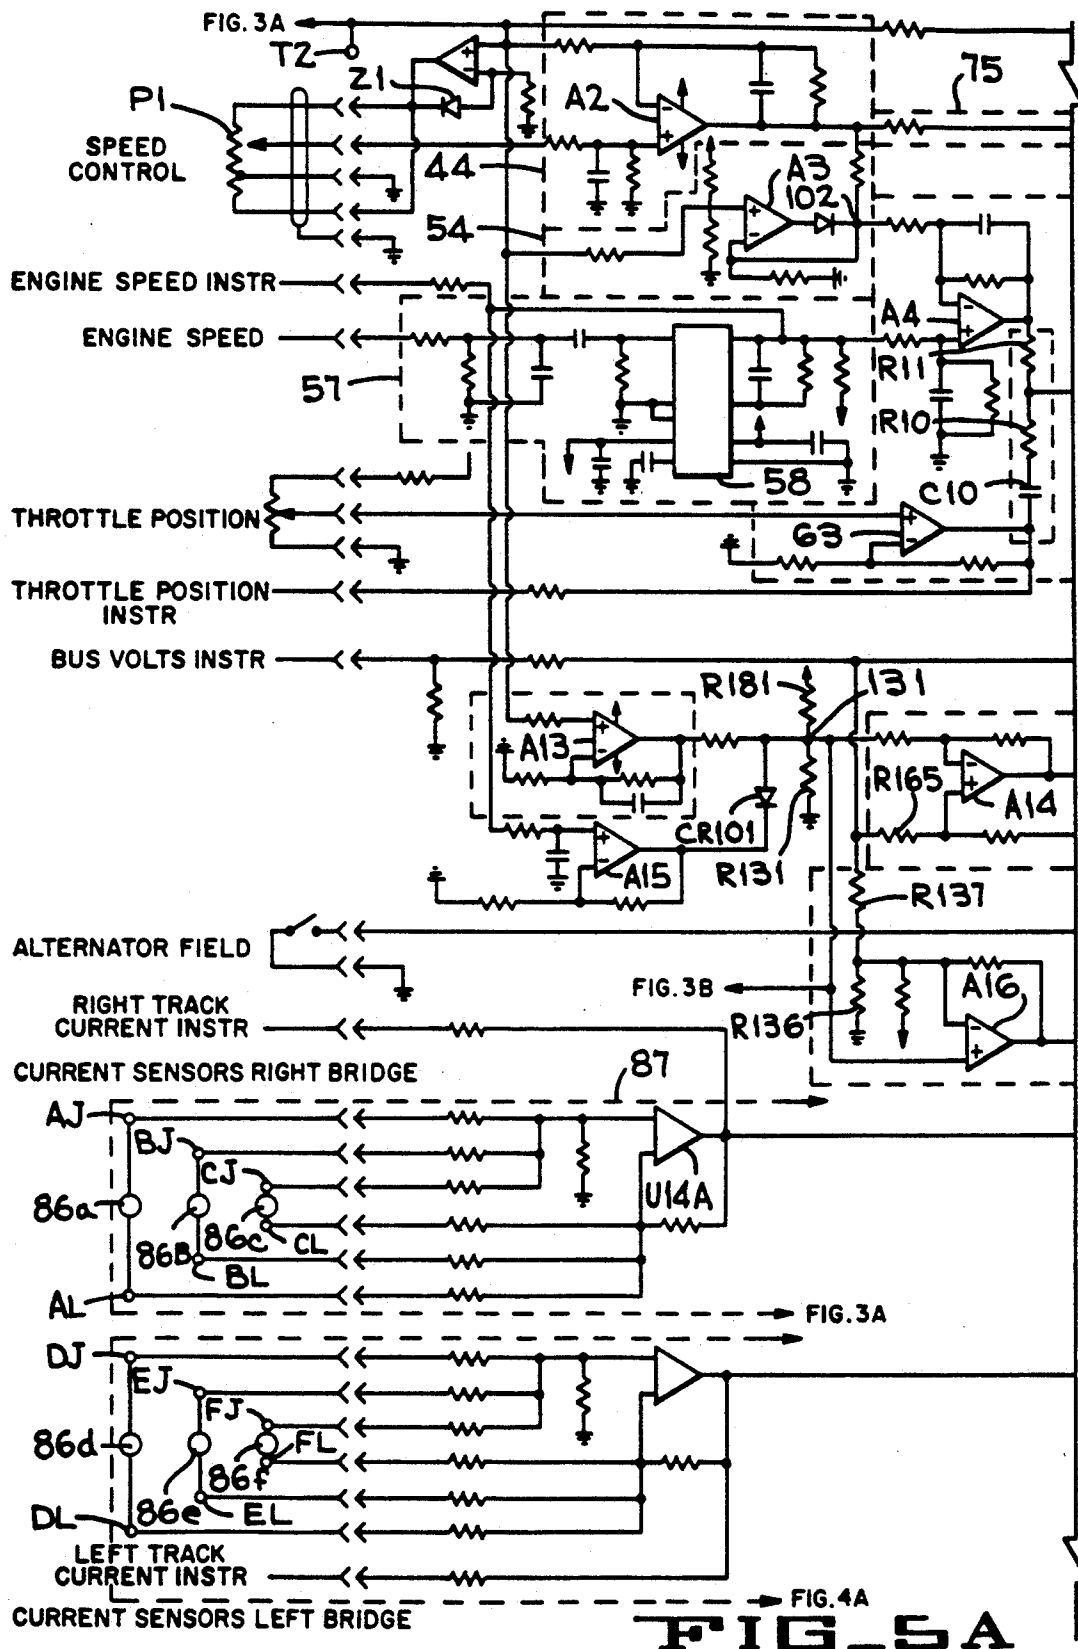 FIG. 3A
T2
Z1
P1
A2
75
SPEED
CONTROL
44
A3
102
54
ENGINE SPEED INSTR
ENGINE SPEED
A4
R11
57
R10
58
C10
THROTTLE POSITION
63
THROTTLE POSITION
INSTR
BUS VOLTS INSTR
R181
131
A13
R165
A14
CR101
R131
A15
R137
ALTERNATOR FIELD
FIG. 3B
A16
RIGHT TRACK
CURRENT INSTR
R136
CURRENT SENSORS RIGHT BRIDGE
87
AJ
BJ
CJ
U14A
86a
86B
86c
CL
BL
AL
FIG. 3A
DJ
EJ
FJ
86d
FL
86f
86e
EL
DL
LEFT TRACK
CURRENT INSTR
FIG. 4A
CURRENT SENSORS LEFT BRIDGE
FIG_5A